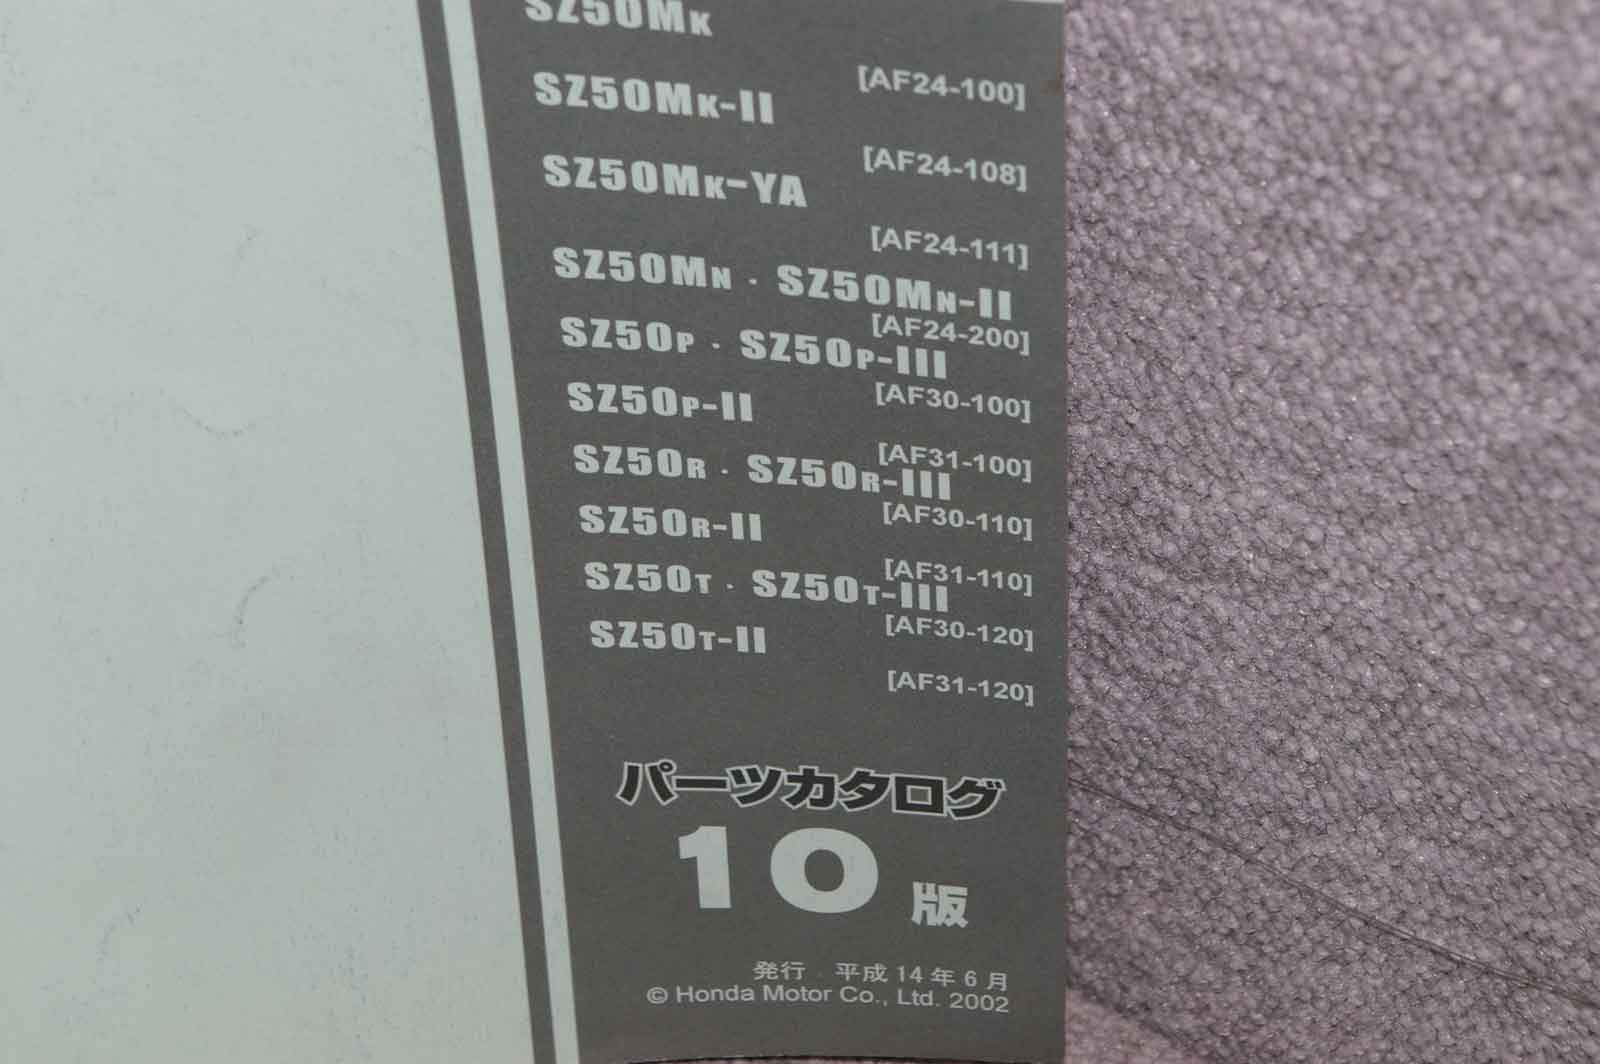 SZ50MK
[AF24-100]
SZ50MK-II
[AF24-108]
SZ50MK-YA
[AF24-111]
SZ50MN · SZ50MN-II
[AF24-200]
SZ50P · SZ50P-III
[AF30-100]
SZ50P-II
[AF31-100]
SZ50R · SZ50R-III
[AF30-110]
SZ50R-II
[AF31-110]
SZ50T · SZ50T-III
[AF30-120]
SZ50T-II
[AF31-120]
パーツカタログ
10版
発行 平成14年6月
© Honda Motor Co., Ltd. 2002